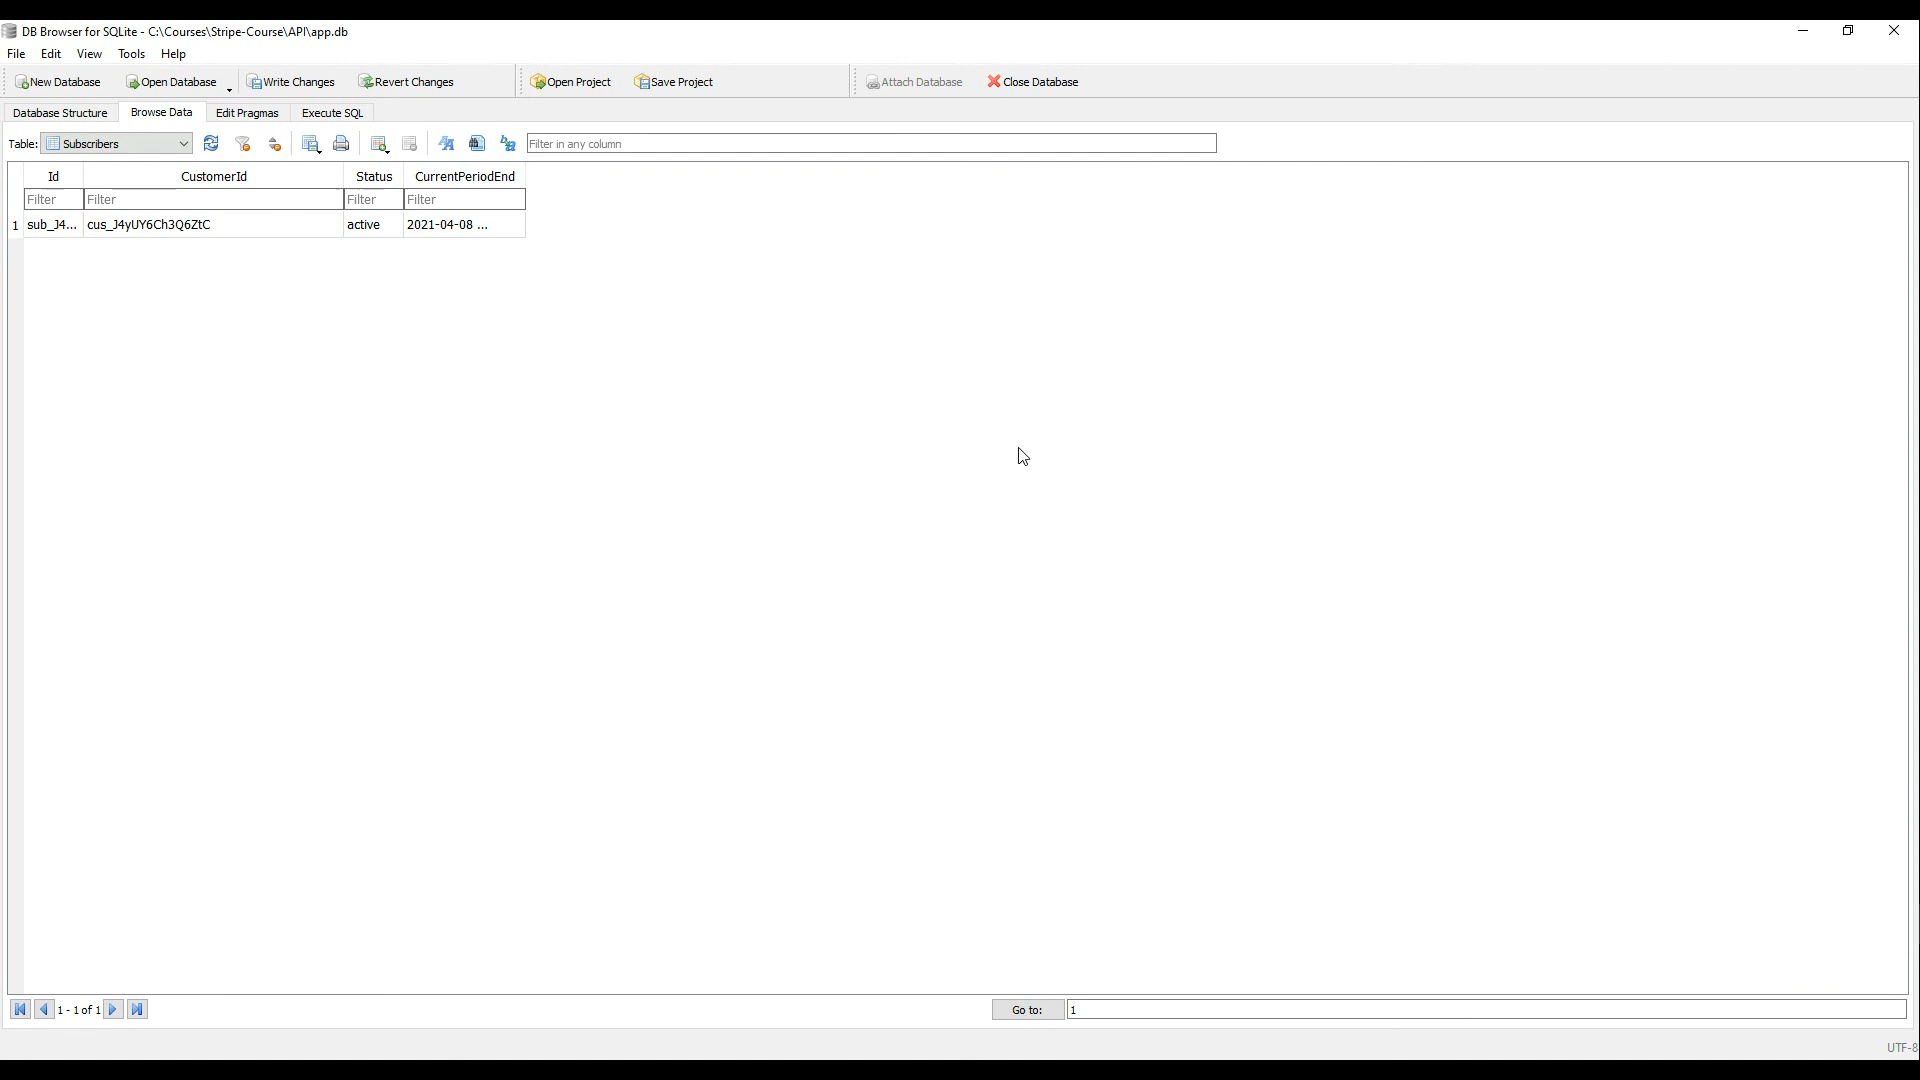 DB Browser for SQLite - C:\Courses\Stripe-Course\API\app.db
File Edit View Tools Help
New Database Open Database Write Changes Revert Changes Open Project Save Project Attach Database Close Database
Database Structure Browse Data Edit Pragmas Execute SQL
Table: Subscribers Filter in any column
Id CustomerId Status CurrentPeriodEnd
Filter Filter Filter Filter
1 sub_J4... cus_J4yUY6Ch3Q6ZtC active 2021-04-08 ...
1 - 1 of 1 Go to: 1
UTF-8